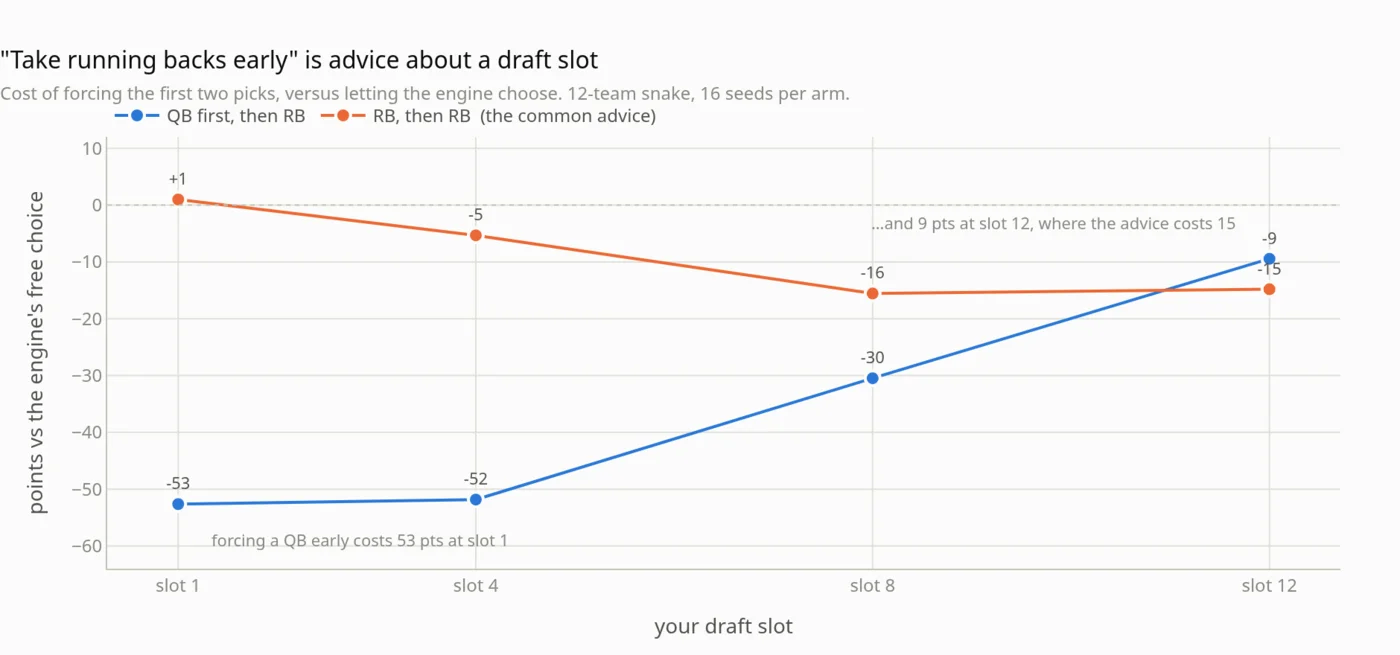 "Take running backs early" is advice about a draft slot
Cost of forcing the first two picks, versus letting the engine choose. 12-team snake, 16 seeds per arm.
QB first, then RB
RB, then RB (the common advice)
points vs the engine's free choice
10
0
−10
−20
−30
−40
−50
−60
+1
-5
-16
-15
-53
-52
-30
-9
...and 9 pts at slot 12, where the advice costs 15
forcing a QB early costs 53 pts at slot 1
slot 1
slot 4
slot 8
slot 12
your draft slot